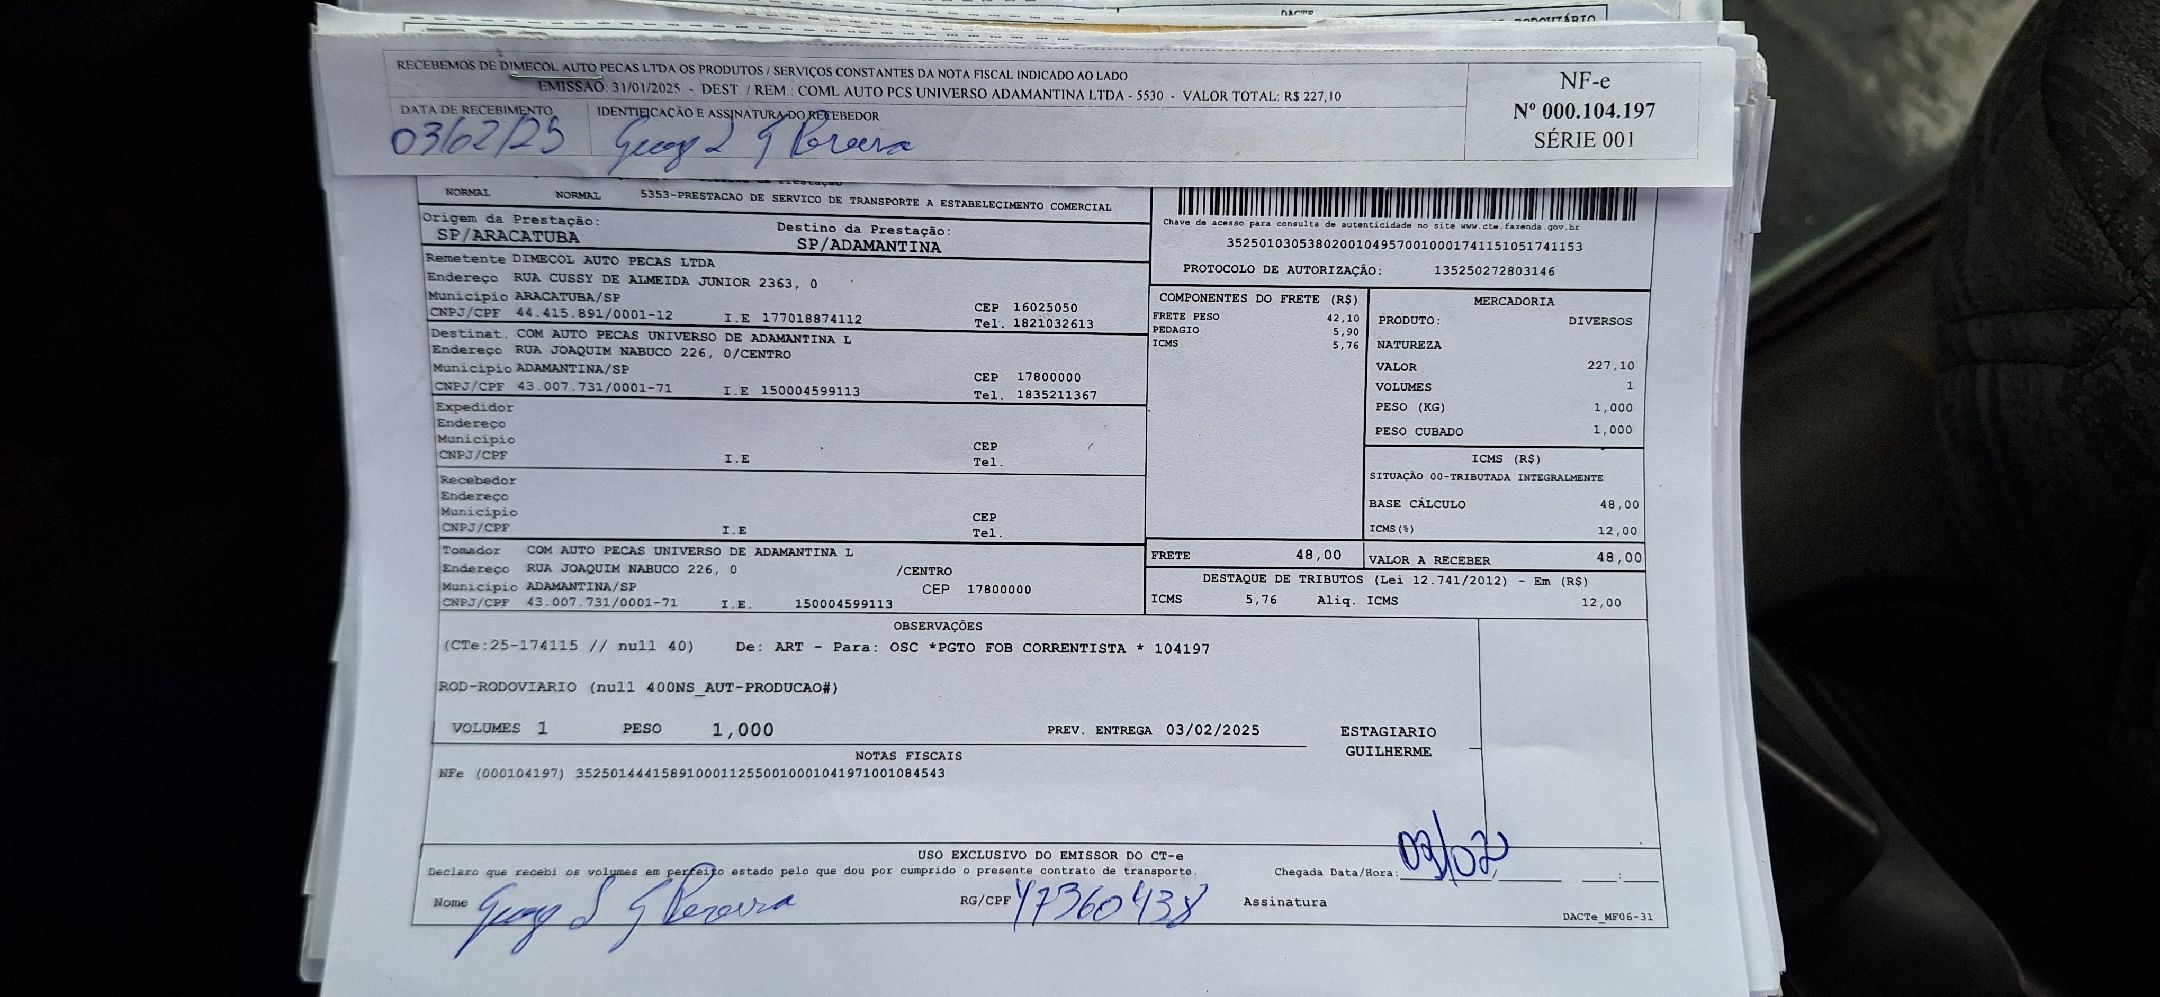 DACTE
RODOVIÁRIO
RECEBEMOS DE DIMECOL AUTO PECAS LTDA OS PRODUTOS / SERVIÇOS CONSTANTES DA NOTA FISCAL INDICADO AO LADO
EMISSÃO: 31/01/2025 - DEST. / REM.: COML AUTO PCS UNIVERSO ADAMANTINA LTDA - 5530 - VALOR TOTAL: R$ 227,10
DATA DE RECEBIMENTO
IDENTIFICAÇÃO E ASSINATURA DO RECEBEDOR
03/02/25
Pereira
NF-e
Nº 000.104.197
SÉRIE 001
NORMAL NORMAL 5353-PRESTACAO DE SERVICO DE TRANSPORTE A ESTABELECIMENTO COMERCIAL
Origem da Prestação:
SP/ARACATUBA
Destino da Prestação:
SP/ADAMANTINA
Chave de acesso para consulta de autenticidade no site www.cte.fazenda.gov.br
35250103053802001049570010001741151051741153
PROTOCOLO DE AUTORIZAÇÃO: 135250272803146
Remetente DIMECOL AUTO PECAS LTDA
Endereço RUA CUSSY DE ALMEIDA JUNIOR 2363, 0
Municipio ARACATUBA/SP CEP 16025050
CNPJ/CPF 44.415.891/0001-12 I.E 177018874112 Tel. 1821032613
Destinat. COM AUTO PECAS UNIVERSO DE ADAMANTINA L
Endereço RUA JOAQUIM NABUCO 226, 0/CENTRO
Municipio ADAMANTINA/SP CEP 17800000
CNPJ/CPF 43.007.731/0001-71 I.E 150004599113 Tel. 1835211367
Expedidor
Endereço
Municipio CEP
CNPJ/CPF I.E Tel.
Recebedor
Endereço
Municipio CEP
CNPJ/CPF I.E Tel.
Tomador COM AUTO PECAS UNIVERSO DE ADAMANTINA L
Endereço RUA JOAQUIM NABUCO 226, 0 /CENTRO
Municipio ADAMANTINA/SP CEP 17800000
CNPJ/CPF 43.007.731/0001-71 I.E. 150004599113
COMPONENTES DO FRETE (R$)
FRETE PESO 42,10
PEDAGIO 5,90
ICMS 5,76
MERCADORIA
PRODUTO: DIVERSOS
NATUREZA
VALOR 227,10
VOLUMES 1
PESO (KG) 1,000
PESO CUBADO 1,000
ICMS (R$)
SITUAÇÃO 00-TRIBUTADA INTEGRALMENTE
BASE CÁLCULO 48,00
ICMS(%) 12,00
FRETE 48,00
VALOR A RECEBER 48,00
DESTAQUE DE TRIBUTOS (Lei 12.741/2012) - Em (R$)
ICMS 5,76 Aliq. ICMS 12,00
OBSERVAÇÕES
(CTe:25-174115 // null 40) De: ART - Para: OSC *PGTO FOB CORRENTISTA * 104197
ROD-RODOVIARIO (null 400NS_AUT-PRODUCAO#)
VOLUMES 1 PESO 1,000 PREV. ENTREGA 03/02/2025
ESTAGIARIO
GUILHERME
NOTAS FISCAIS
NFe (000104197) 35250144415891000112550010001041971001084543
USO EXCLUSIVO DO EMISSOR DO CT-e
Declaro que recebi os volumes em perfeito estado pelo que dou por cumprido o presente contrato de transporte.
Chegada Data/Hora:
Nome Pereira RG/CPF 47360438 Assinatura
DACTe_MF06-31